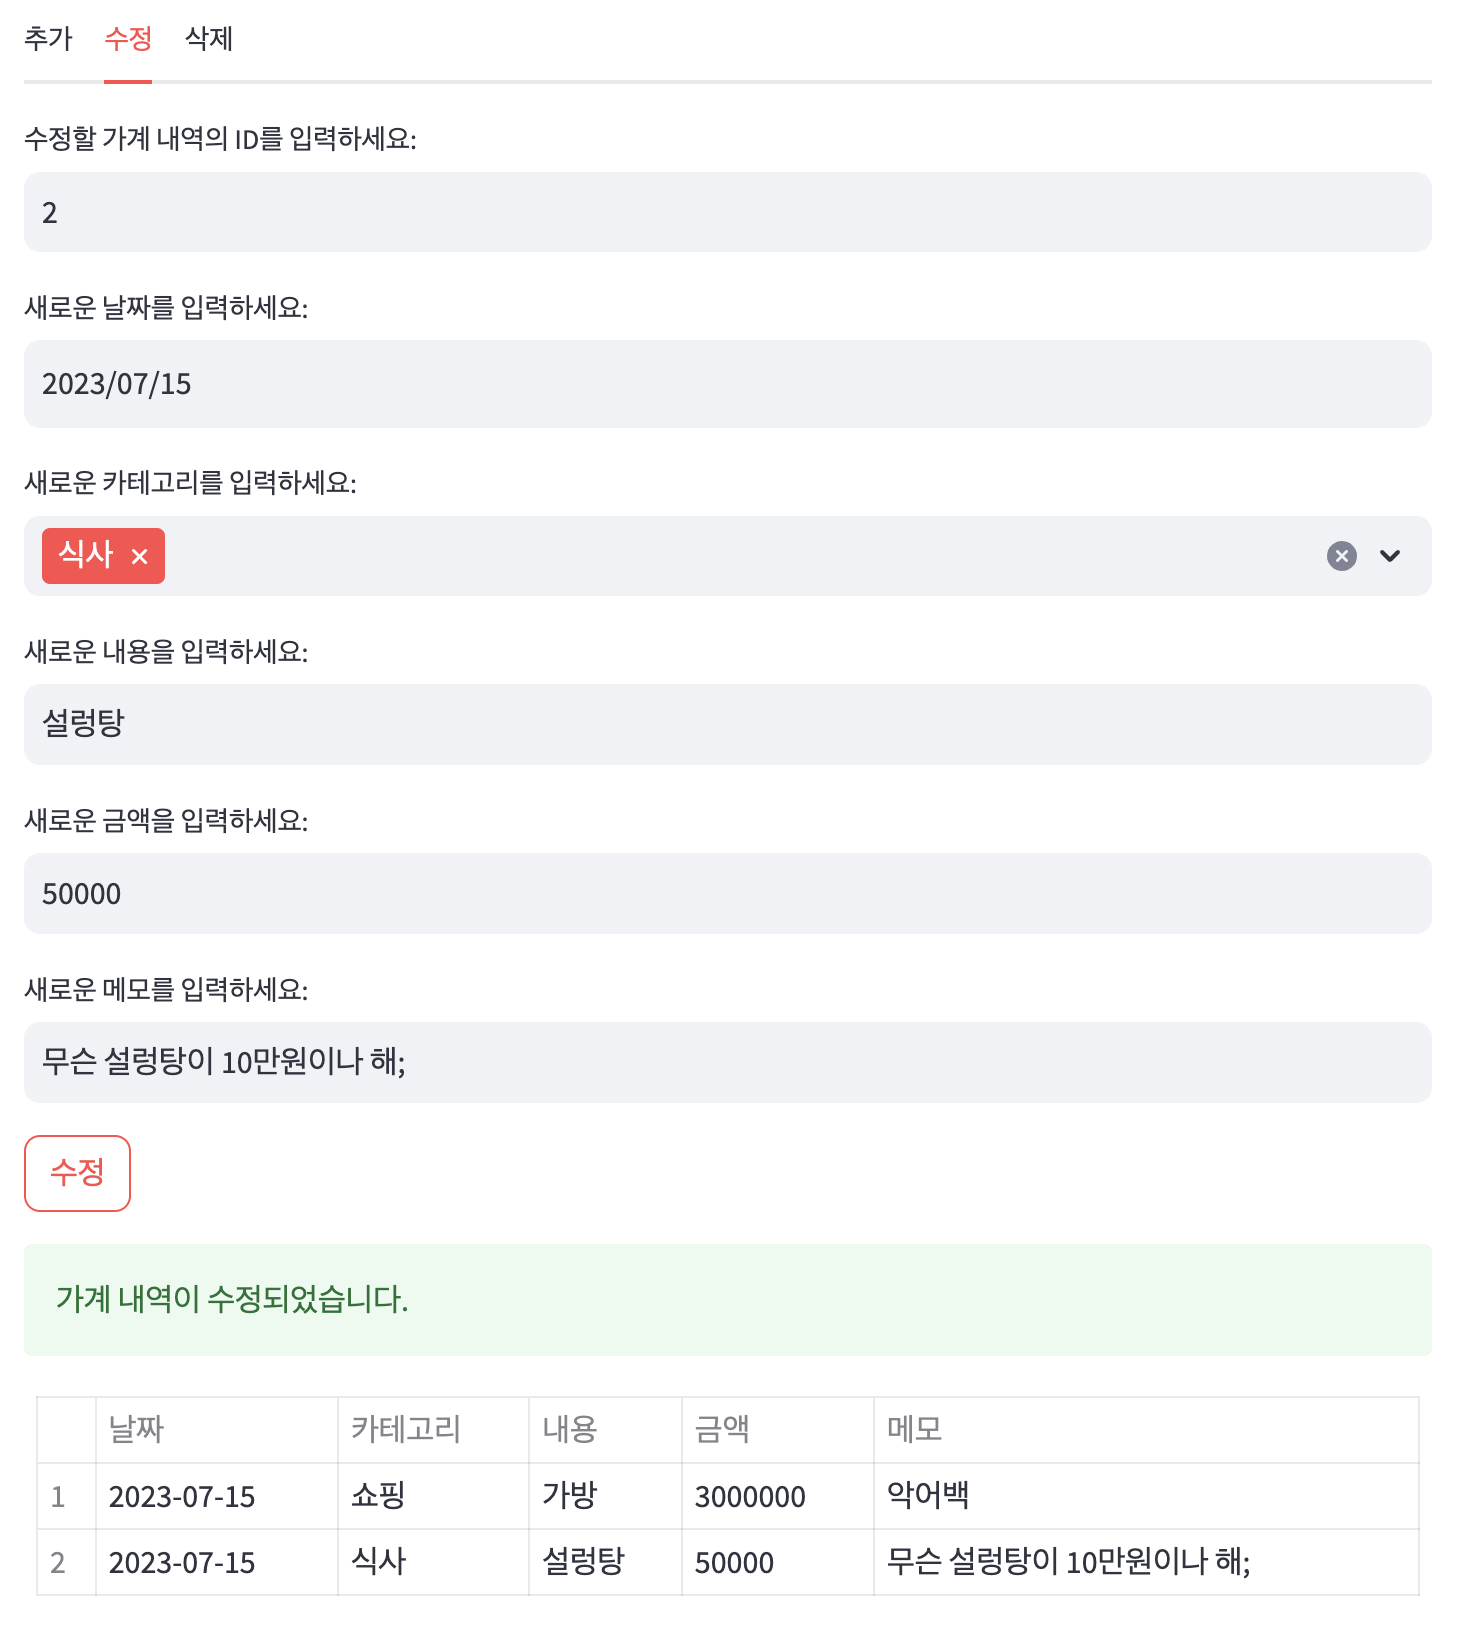 추가 수정 삭제
수정할 가계 내역의 ID를 입력하세요:
2
새로운 날짜를 입력하세요:
2023/07/15
새로운 카테고리를 입력하세요:
식사
새로운 내용을 입력하세요:
설렁탕
새로운 금액을 입력하세요:
50000
새로운 메모를 입력하세요:
무슨 설렁탕이 10만원이나 해;
수정
가계 내역이 수정되었습니다.
날짜 카테고리 내용 금액 메모
1 2023-07-15 쇼핑 가방 3000000 악어백
2 2023-07-15 식사 설렁탕 50000 무슨 설렁탕이 10만원이나 해;